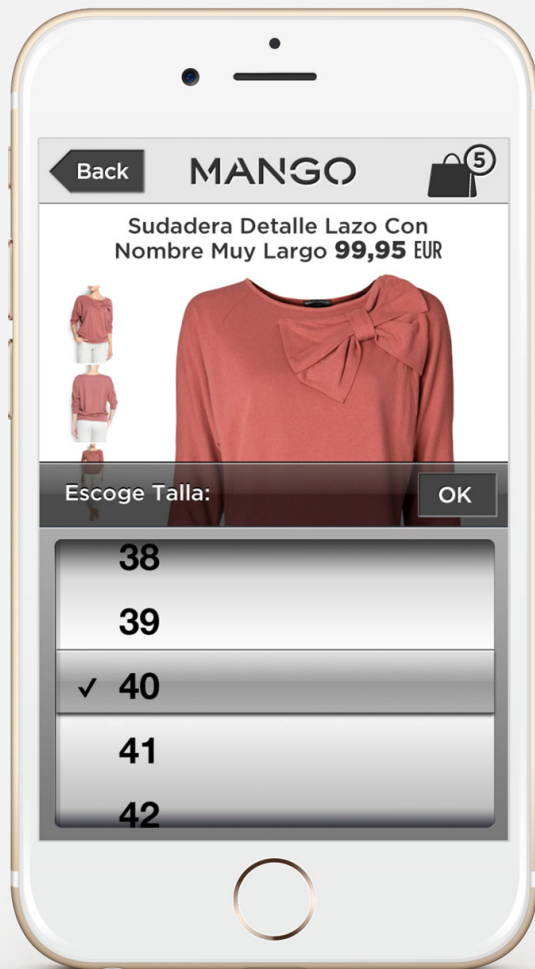 Back
MANGO
5
Sudadera Detalle Lazo Con
Nombre Muy Largo 99,95 EUR
Escoge Talla:
OK
38
39
✓ 40
41
42